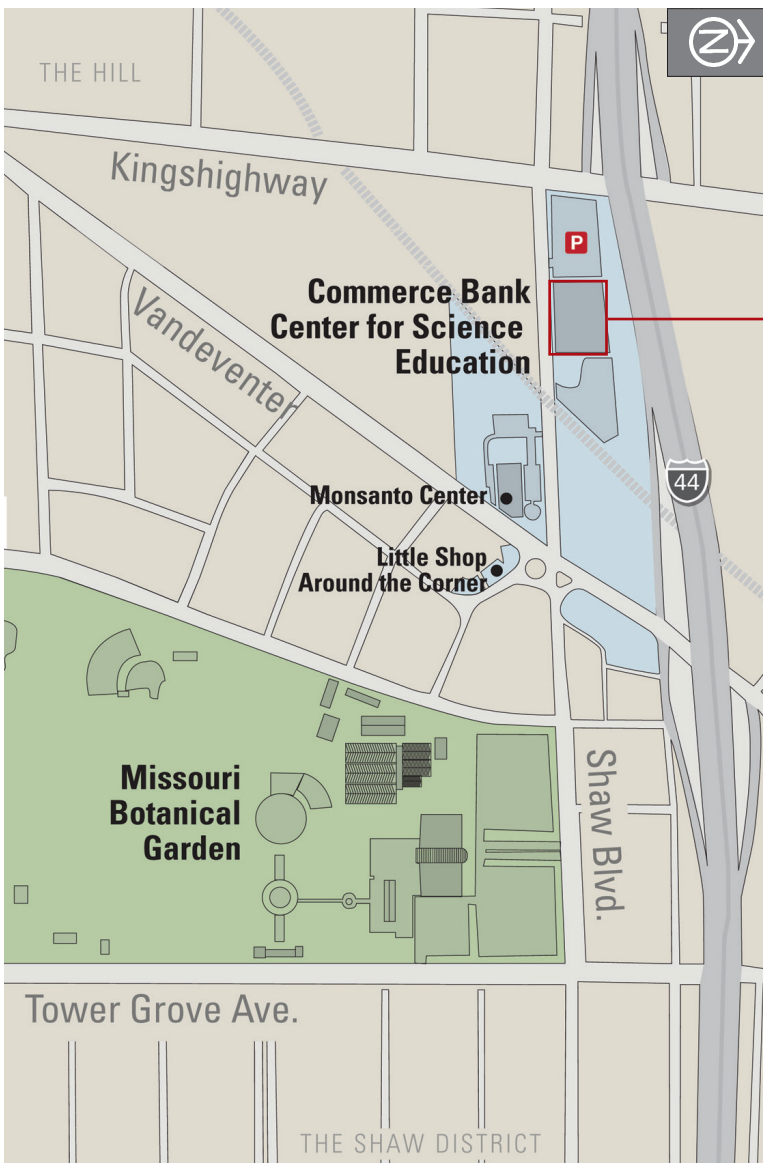 N
THE HILL
Kingshighway
P
Commerce Bank
Center for Science
Education
Vandeventer
44
Monsanto Center
Little Shop
Around the Corner
Missouri
Botanical
Garden
Shaw Blvd.
Tower Grove Ave.
THE SHAW DISTRICT